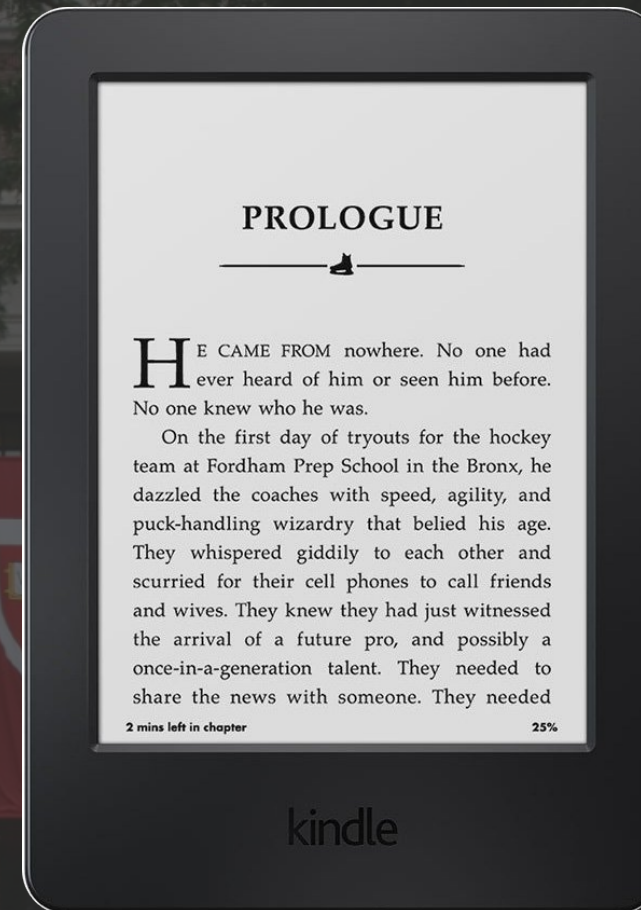 PROLOGUE
HE CAME FROM nowhere. No one had
ever heard of him or seen him before.
No one knew who he was.
On the first day of tryouts for the hockey
team at Fordham Prep School in the Bronx, he
dazzled the coaches with speed, agility, and
puck-handling wizardry that belied his age.
They whispered giddily to each other and
scurried for their cell phones to call friends
and wives. They knew they had just witnessed
the arrival of a future pro, and possibly a
once-in-a-generation talent. They needed to
share the news with someone. They needed
2 mins left in chapter 25%
kindle